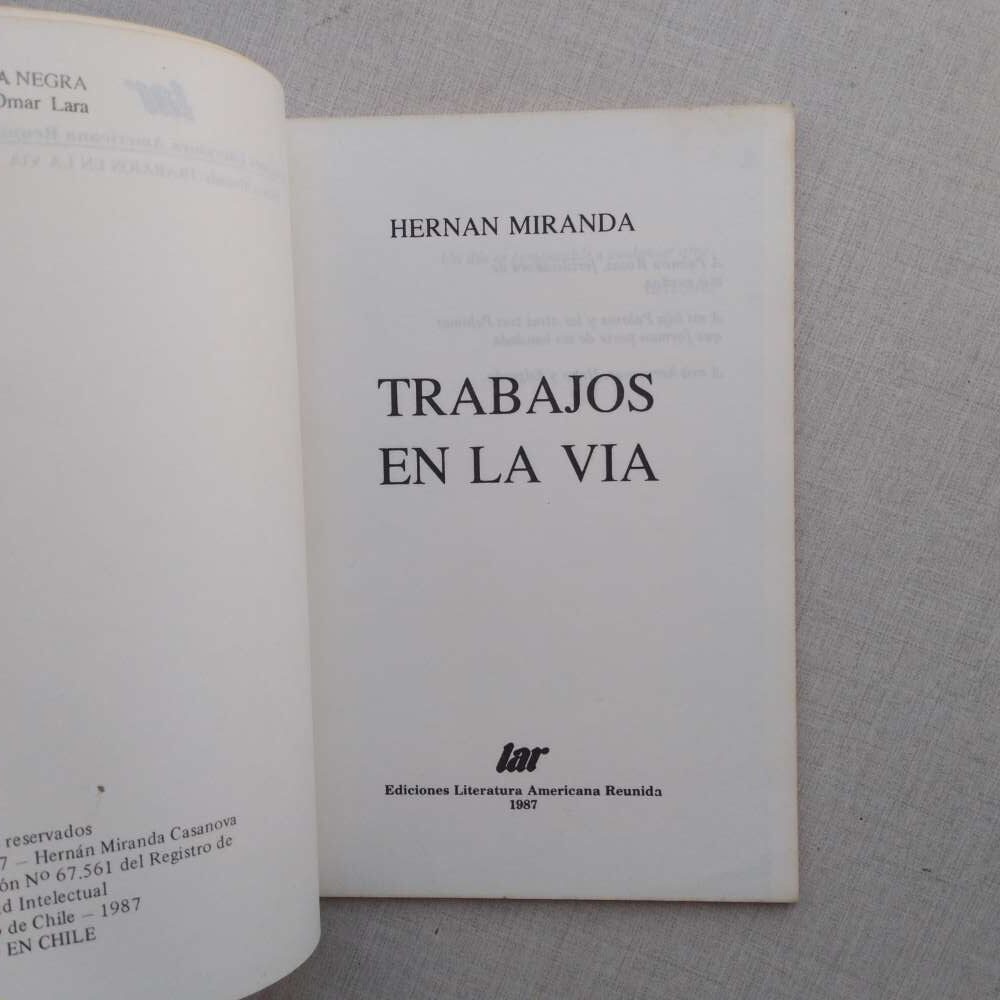 A NEGRA
Omar Lara
reservados
7 — Hernán Miranda Casanova
ón Nº 67.561 del Registro de
d Intelectual
de Chile — 1987
EN CHILE
HERNAN MIRANDA
TRABAJOS
EN LA VIA
lar
Ediciones Literatura Americana Reunida
1987